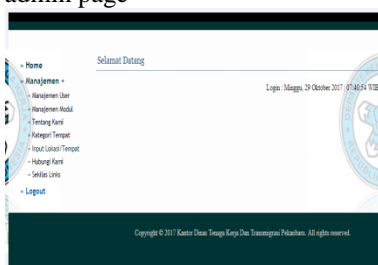 admin page
» Home
Selamat Datang
» Manajemen »
Login : Minggu, 29 Oktober 2017 | 07:40:54 WIB
» Manajemen User
» Manajemen Modul
» Tentang Kami
» Kategori Tempat
» Input Lokasi/Tempat
» Hubungi Kami
» Sekilas Links
» Logout
Copyright © 2017 Kantor Dinas Tenaga Kerja Dan Transmigrasi Pekanbaru. All rights reserved.